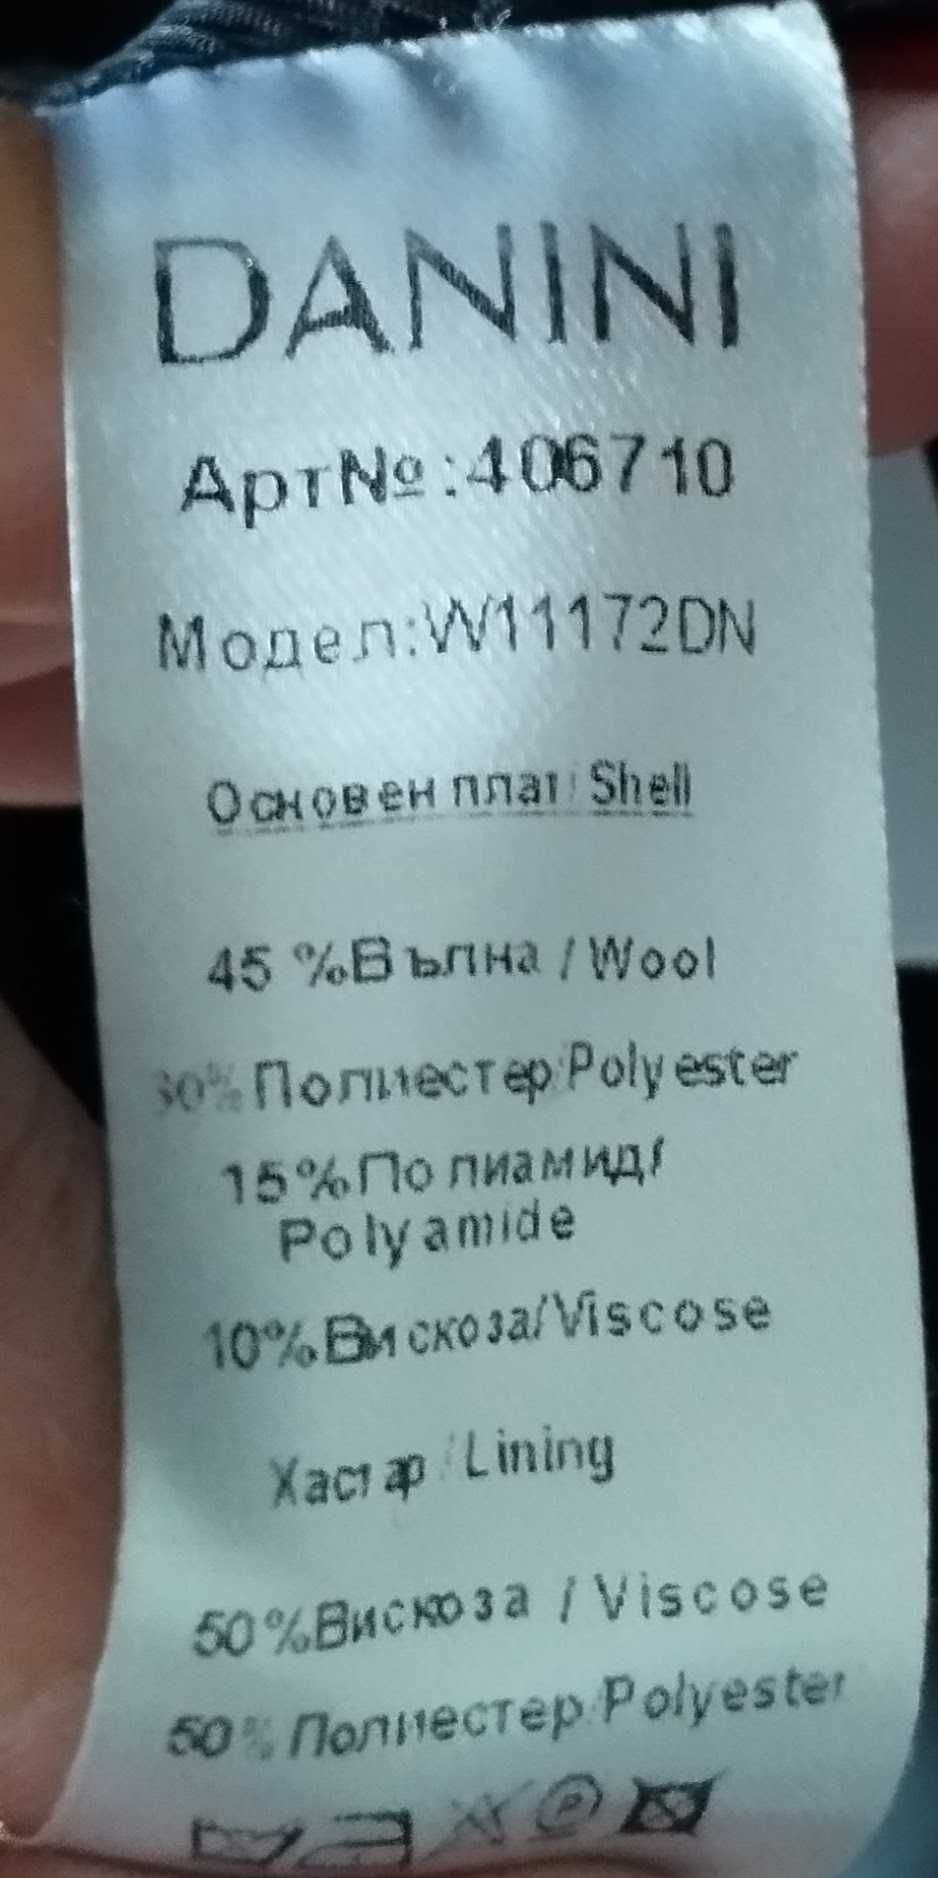 DANINI
АртNº:406710
Модел:W11172DN
Основен плат/Shell
45 %Вълна / Wool
30%Полиестер/Polyester
15%Полиамид/
Polyamide
10%Вискоза/Viscose
Хастар/Lining
50%Вискоза / Viscose
50%Полиестер/Polyester